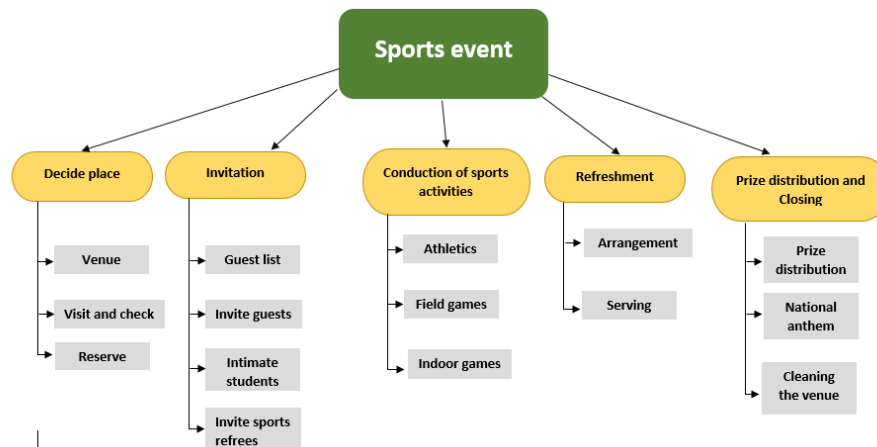 Sports event
Decide place
Venue
Visit and check
Reserve
Invitation
Guest list
Invite guests
Intimate
students
Invite sports
refrees
Conduction of sports
activities
Athletics
Field games
Indoor games
Refreshment
Arrangement
Serving
Prize distribution and
Closing
Prize
distribution
National
anthem
Cleaning
the venue